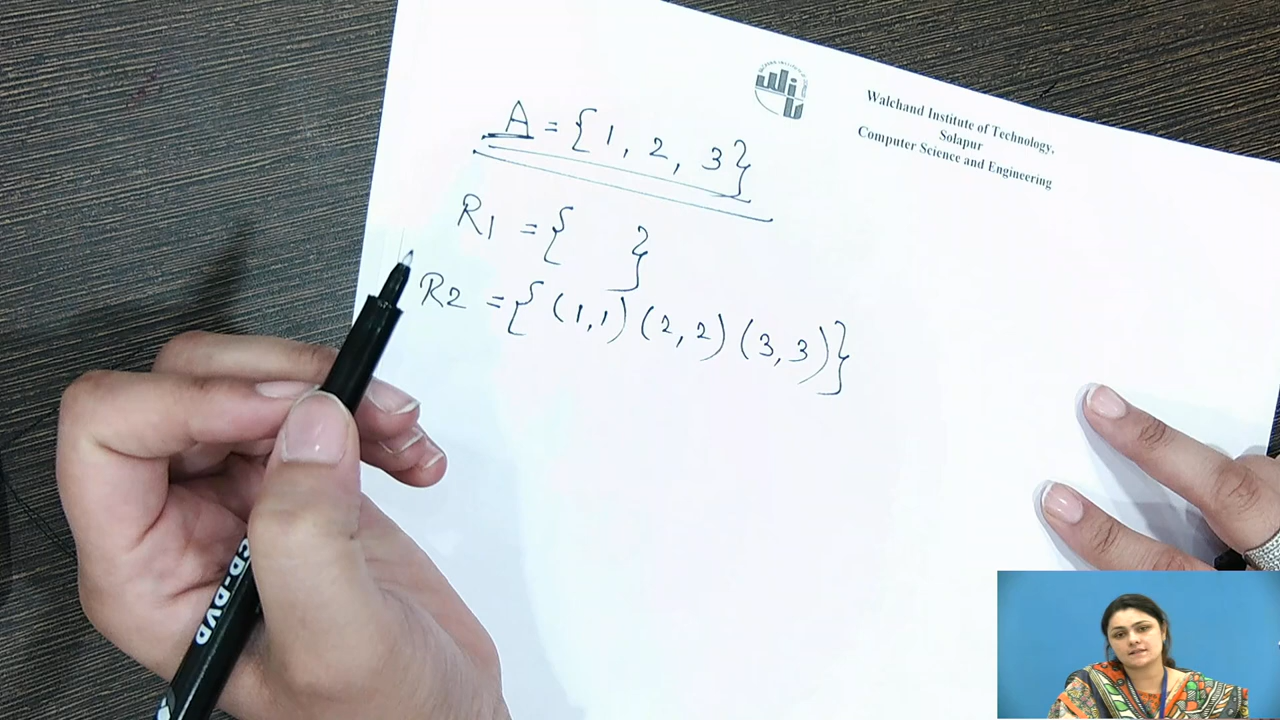 Walchand Institute of Technology,
Solapur
Computer Science and Engineering
A = {1, 2, 3}
R1 = { }
R2 = { (1,1) (2,2) (3,3) }
CD-DVD